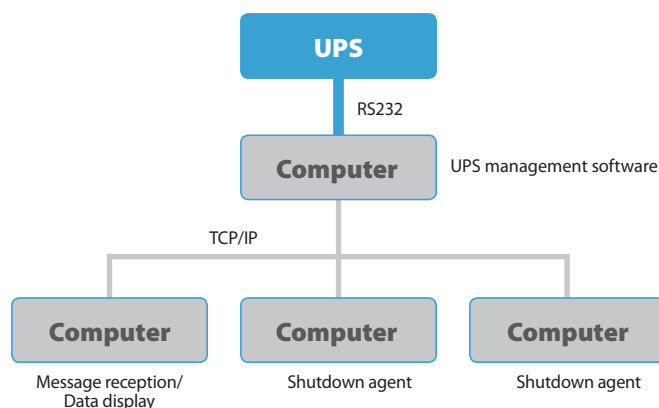 UPS
RS232
Computer
UPS management software
TCP/IP
Computer
Computer
Computer
Message reception/
Data display
Shutdown agent
Shutdown agent